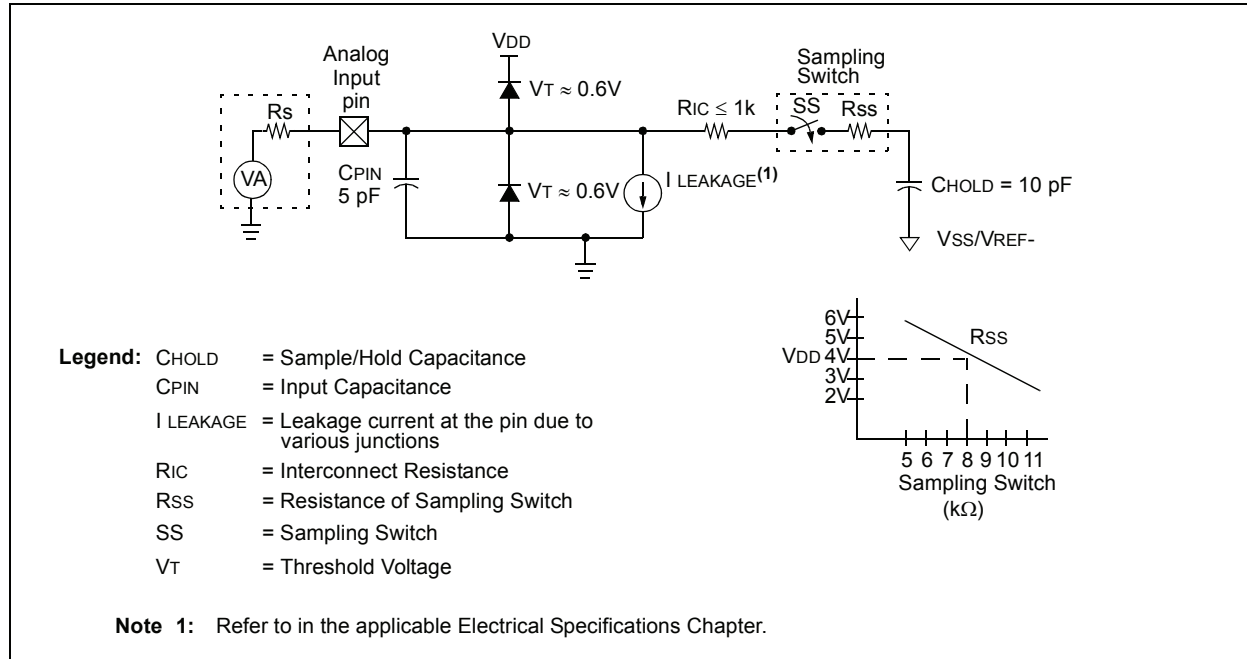 VDD
Analog
Input
pin
Sampling
Switch
VT ≈ 0.6V
RS
RIC ≤ 1k
SS
RSS
VA
CPIN
5 pF
VT ≈ 0.6V
I LEAKAGE(1)
CHOLD = 10 pF
VSS/VREF-
6V
5V
RSS
VDD 4V
3V
2V
5 6 7 8 9 10 11
Sampling Switch
(kΩ)
Legend: CHOLD = Sample/Hold Capacitance
CPIN = Input Capacitance
I LEAKAGE = Leakage current at the pin due to
various junctions
RIC = Interconnect Resistance
RSS = Resistance of Sampling Switch
SS = Sampling Switch
VT = Threshold Voltage
Note 1: Refer to in the applicable Electrical Specifications Chapter.